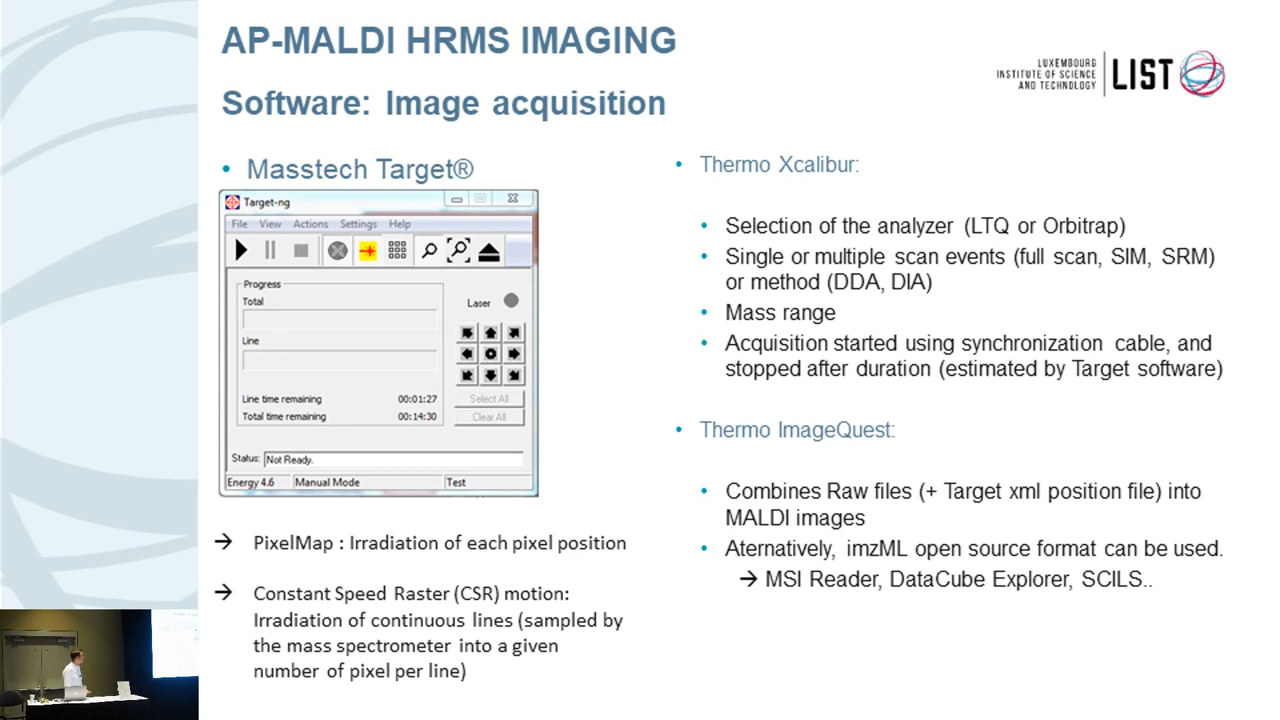 AP-MALDI HRMS IMAGING
Software: Image acquisition
LUXEMBOURG
INSTITUTE OF SCIENCE
AND TECHNOLOGY
LIST
• Masstech Target®
Target-ng
File View Actions Settings Help
Progress
Total
Line
Laser
Line time remaining 00:01:27
Total time remaining 00:14:30
Select All
Clear All
Status: Not Ready.
Energy 4.6 Manual Mode Test
→ PixelMap : Irradiation of each pixel position
→ Constant Speed Raster (CSR) motion:
Irradiation of continuous lines (sampled by
the mass spectrometer into a given
number of pixel per line)
• Thermo Xcalibur:
• Selection of the analyzer (LTQ or Orbitrap)
• Single or multiple scan events (full scan, SIM, SRM)
or method (DDA, DIA)
• Mass range
• Acquisition started using synchronization cable, and
stopped after duration (estimated by Target software)
• Thermo ImageQuest:
• Combines Raw files (+ Target xml position file) into
MALDI images
• Aternatively, imzML open source format can be used.
→ MSI Reader, DataCube Explorer, SCILS..